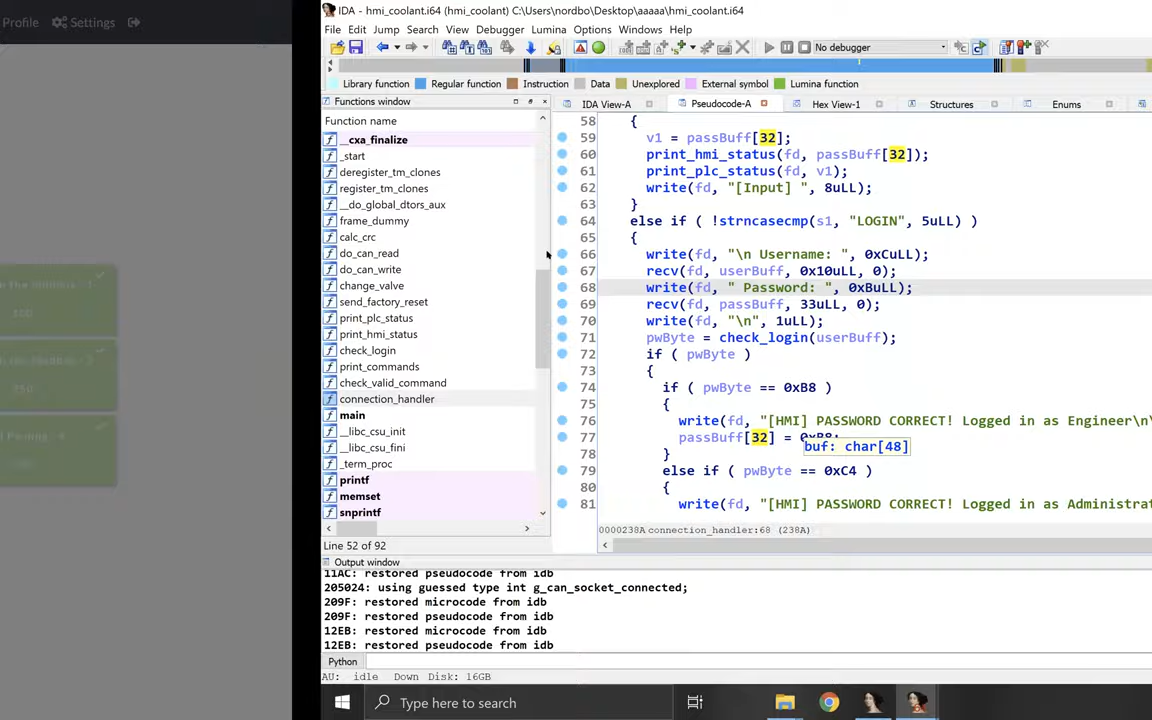 Profile
Settings
IDA - hmi_coolant.i64 (hmi_coolant) C:\Users\nordbo\Desktop\aaaaa\hmi_coolant.i64
File Edit Jump Search View Debugger Lumina Options Windows Help
No debugger
Library function Regular function Instruction Data Unexplored External symbol Lumina function
Functions window
IDA View-A Pseudocode-A Hex View-1 Structures Enums
Function name
__cxa_finalize
_start
deregister_tm_clones
register_tm_clones
__do_global_dtors_aux
frame_dummy
calc_crc
do_can_read
do_can_write
change_valve
send_factory_reset
print_plc_status
print_hmi_status
check_login
print_commands
check_valid_command
connection_handler
main
__libc_csu_init
__libc_csu_fini
_term_proc
printf
memset
snprintf
Line 52 of 92
58 {
59 v1 = passBuff[32];
60 print_hmi_status(fd, passBuff[32]);
61 print_plc_status(fd, v1);
62 write(fd, "[Input] ", 8uLL);
63 }
64 else if ( !strncasecmp(s1, "LOGIN", 5uLL) )
65 {
66 write(fd, "\n Username: ", 0xCuLL);
67 recv(fd, userBuff, 0x10uLL, 0);
68 write(fd, " Password: ", 0xBuLL);
69 recv(fd, passBuff, 33uLL, 0);
70 write(fd, "\n", 1uLL);
71 pwByte = check_login(userBuff);
72 if ( pwByte )
73 {
74 if ( pwByte == 0xB8 )
75 {
76 write(fd, "[HMI] PASSWORD CORRECT! Logged in as Engineer\n\
77 passBuff[32] = 0xB8;
buf: char[48]
78 }
79 else if ( pwByte == 0xC4 )
80 {
81 write(fd, "[HMI] PASSWORD CORRECT! Logged in as Administrat
0000238A connection_handler:68 (238A)
Output window
11AC: restored pseudocode from idb
205024: using guessed type int g_can_socket_connected;
209F: restored microcode from idb
209F: restored pseudocode from idb
12EB: restored microcode from idb
12EB: restored pseudocode from idb
Python
AU: idle Down Disk: 16GB
Type here to search